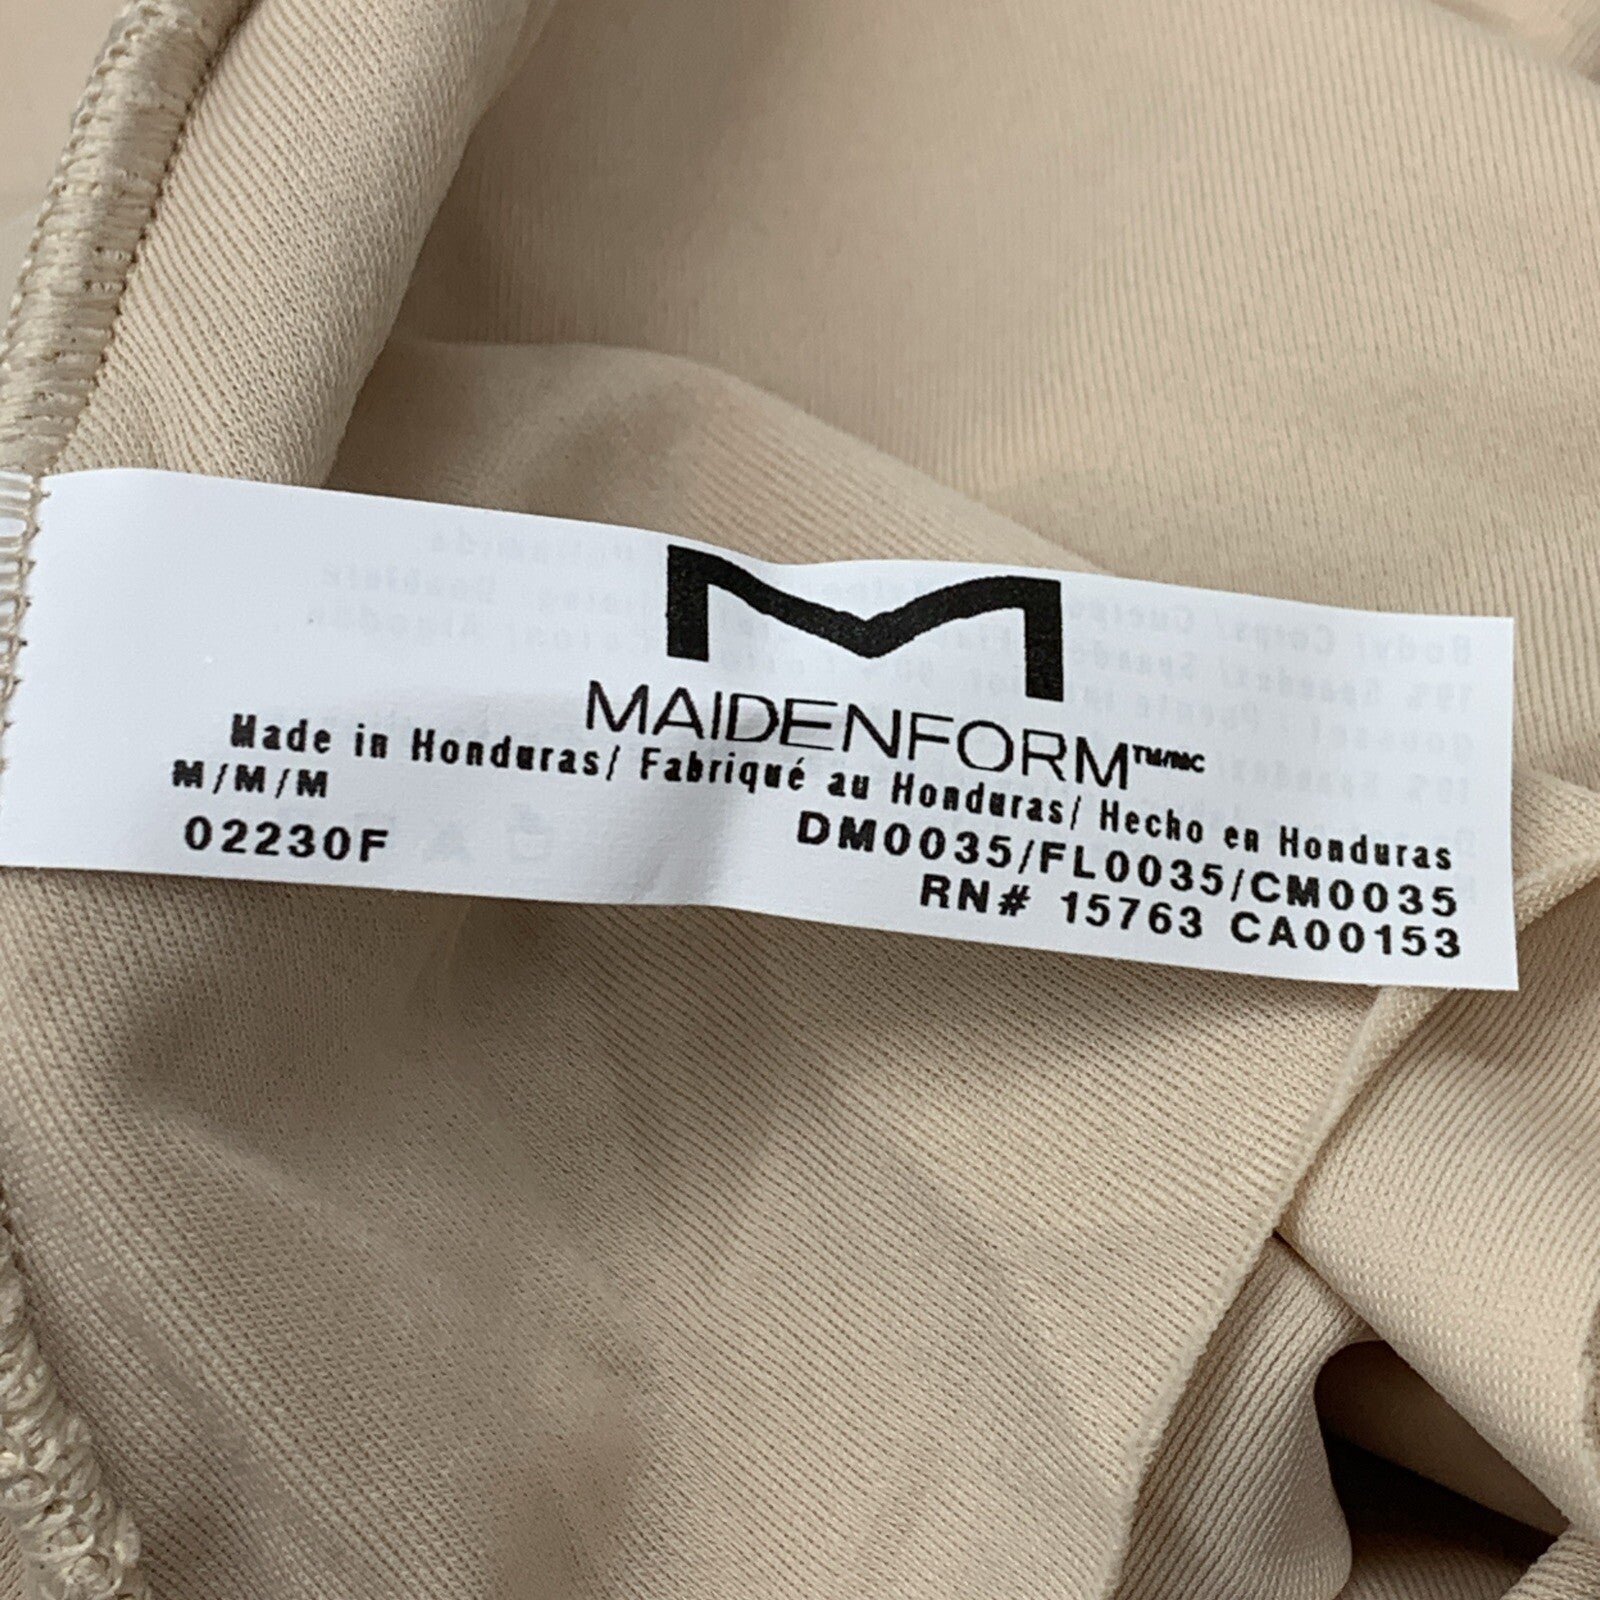 MAIDENFORM™/MC
Made in Honduras/ Fabriqué au Honduras/ Hecho en Honduras
M/M/M
DM0035/FL0035/CM0035
02230F
RN# 15763 CA00153